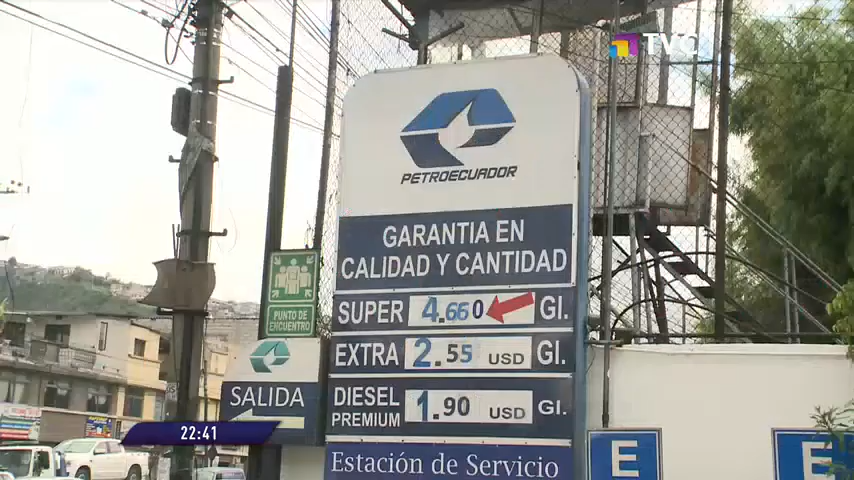 TVC
PETROECUADOR
GARANTIA EN
CALIDAD Y CANTIDAD
SUPER 4.660 Gl.
EXTRA 2.55 USD Gl.
DIESEL
PREMIUM 1.90 USD Gl.
Estación de Servicio
PUNTO DE
ENCUENTRO
SALIDA
22:41
E
E